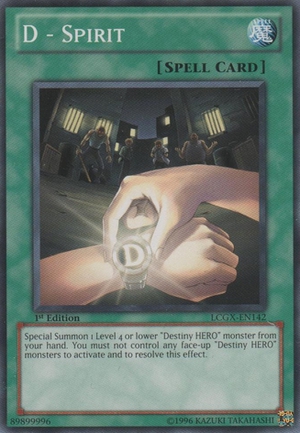 D - Spirit
魔
[Spell Card]
D
1st Edition
LCGX-EN142
Special Summon 1 Level 4 or lower "Destiny HERO" monster from
your hand. You must not control any face-up "Destiny HERO"
monsters to activate and to resolve this effect.
89899996
©1996 KAZUKI TAKAHASHI